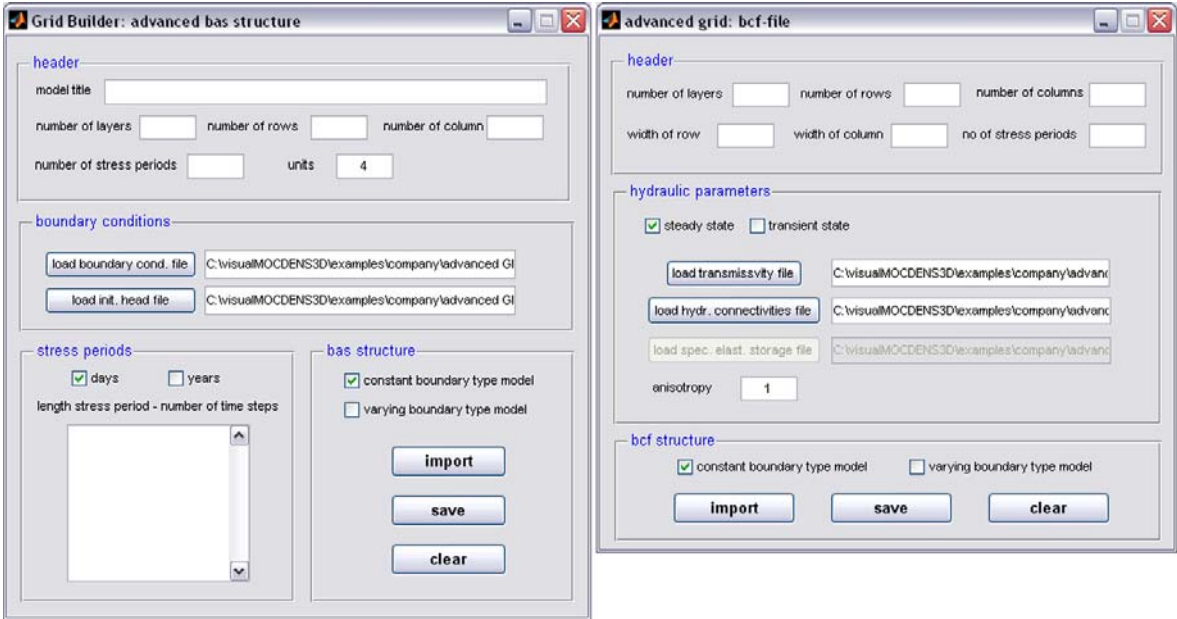 Grid Builder: advanced bas structure
header
model title
number of layers
number of rows
number of column
number of stress periods
units
4
boundary conditions
load boundary cond. file
C:\visualMOCDENS3D\examples\company\advanced GI
load init. head file
C:\visualMOCDENS3D\examples\company\advanced GI
stress periods
days
years
length stress period - number of time steps
bas structure
constant boundary type model
varying boundary type model
import
save
clear
advanced grid: bcf-file
header
number of layers
number of rows
number of columns
width of row
width of column
no of stress periods
hydraulic parameters
steady state
transient state
load transmissvity file
C:\visualMOCDENS3D\examples\company\advanc
load hydr. connectivities file
C:\visualMOCDENS3D\examples\company\advanc
load spec. elast. storage file
C:\visualMOCDENS3D\examples\company\advanc
anisotropy
1
bcf structure
constant boundary type model
varying boundary type model
import
save
clear